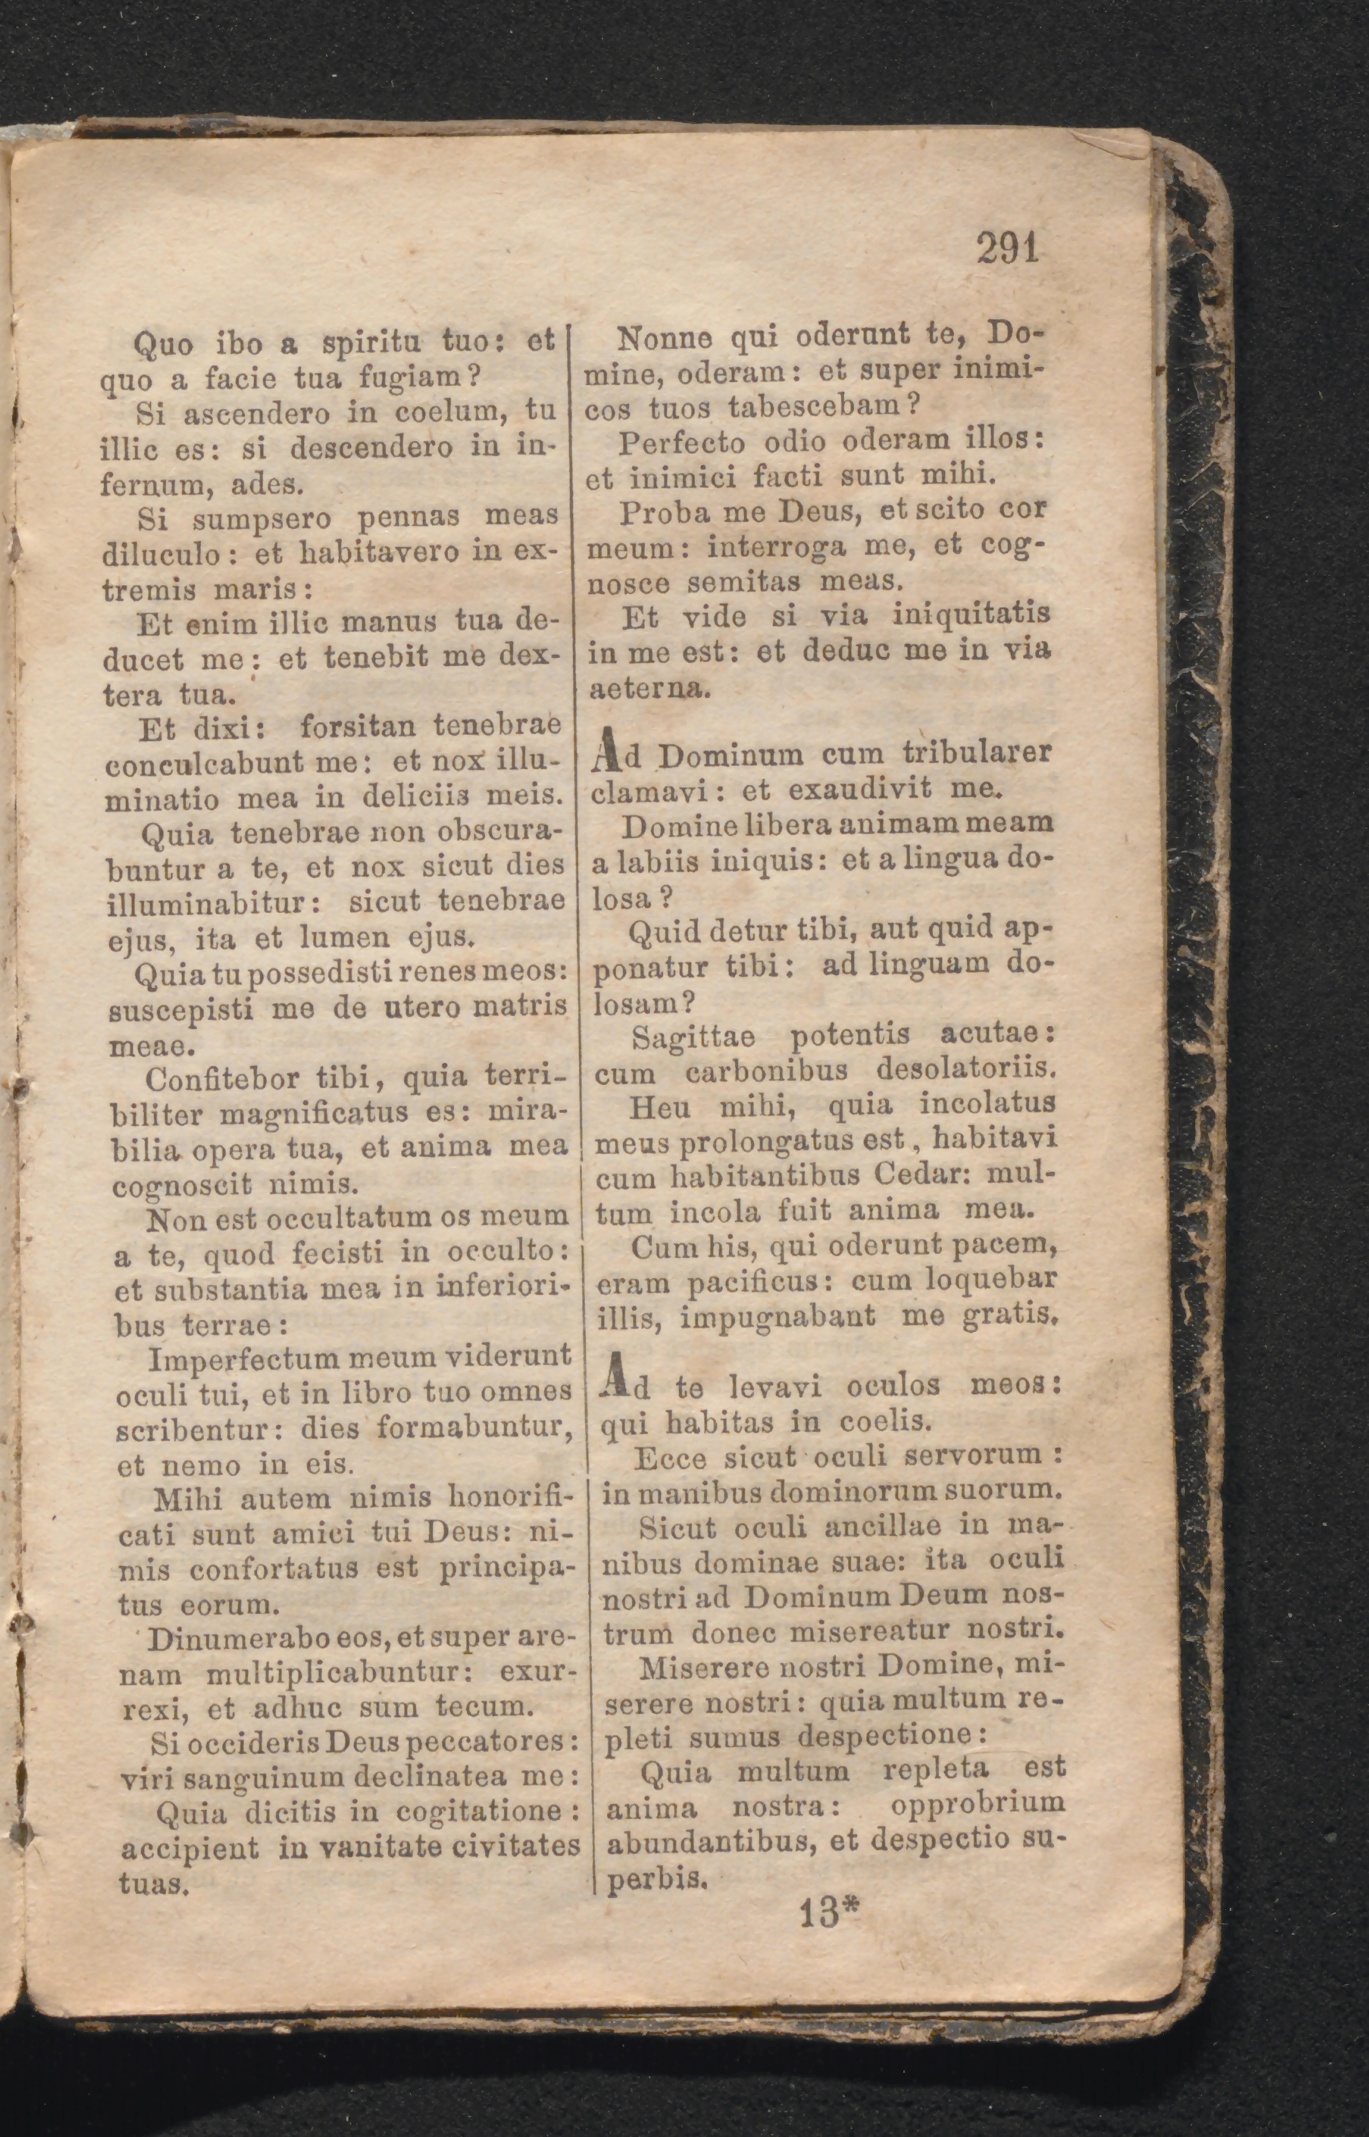 291
Quo ibo a spiritu tuo: et
quo a facie tua fugiam?
Si ascendero in coelum, tu
illic es: si descendero in in-
fernum, ades.
Si sumpsero pennas meas
diluculo: et habitavero in ex-
tremis maris:
Et enim illic manus tua de-
ducet me: et tenebit me dex-
tera tua.
Et dixi: forsitan tenebrae
conculcabunt me: et nox illu-
minatio mea in deliciis meis.
Quia tenebrae non obscura-
buntur a te, et nox sicut dies
illuminabitur: sicut tenebrae
ejus, ita et lumen ejus.
Quia tu possedisti renes meos:
suscepisti me de utero matris
meae.
Confitebor tibi, quia terri-
biliter magnificatus es: mira-
bilia opera tua, et anima mea
cognoscit nimis.
Non est occultatum os meum
a te, quod fecisti in occulto:
et substantia mea in inferiori-
bus terrae:
Imperfectum meum viderunt
oculi tui, et in libro tuo omnes
scribentur: dies formabuntur,
et nemo in eis.
Mihi autem nimis honorifi-
cati sunt amici tui Deus: ni-
mis confortatus est principa-
tus eorum.
Dinumerabo eos, et super are-
nam multiplicabuntur: exur-
rexi, et adhuc sum tecum.
Si occideris Deus peccatores:
viri sanguinum declinatea me:
Quia dicitis in cogitatione:
accipient in vanitate civitates
tuas.
Nonne qui oderunt te, Do-
mine, oderam: et super inimi-
cos tuos tabescebam?
Perfecto odio oderam illos:
et inimici facti sunt mihi.
Proba me Deus, et scito cor
meum: interroga me, et cog-
nosce semitas meas.
Et vide si via iniquitatis
in me est: et deduc me in via
aeterna.
Ad Dominum cum tribularer
clamavi: et exaudivit me.
Domine libera animam meam
a labiis iniquis: et a lingua do-
losa?
Quid detur tibi, aut quid ap-
ponatur tibi: ad linguam do-
losam?
Sagittae potentis acutae:
cum carbonibus desolatoriis.
Heu mihi, quia incolatus
meus prolongatus est, habitavi
cum habitantibus Cedar: mul-
tum incola fuit anima mea.
Cum his, qui oderunt pacem,
eram pacificus: cum loquebar
illis, impugnabant me gratis.
Ad te levavi oculos meos:
qui habitas in coelis.
Ecce sicut oculi servorum:
in manibus dominorum suorum.
Sicut oculi ancillae in ma-
nibus dominae suae: ita oculi
nostri ad Dominum Deum nos-
trum donec misereatur nostri.
Miserere nostri Domine, mi-
serere nostri: quia multum re-
pleti sumus despectione:
Quia multum repleta est
anima nostra: opprobrium
abundantibus, et despectio su-
perbis.
13*